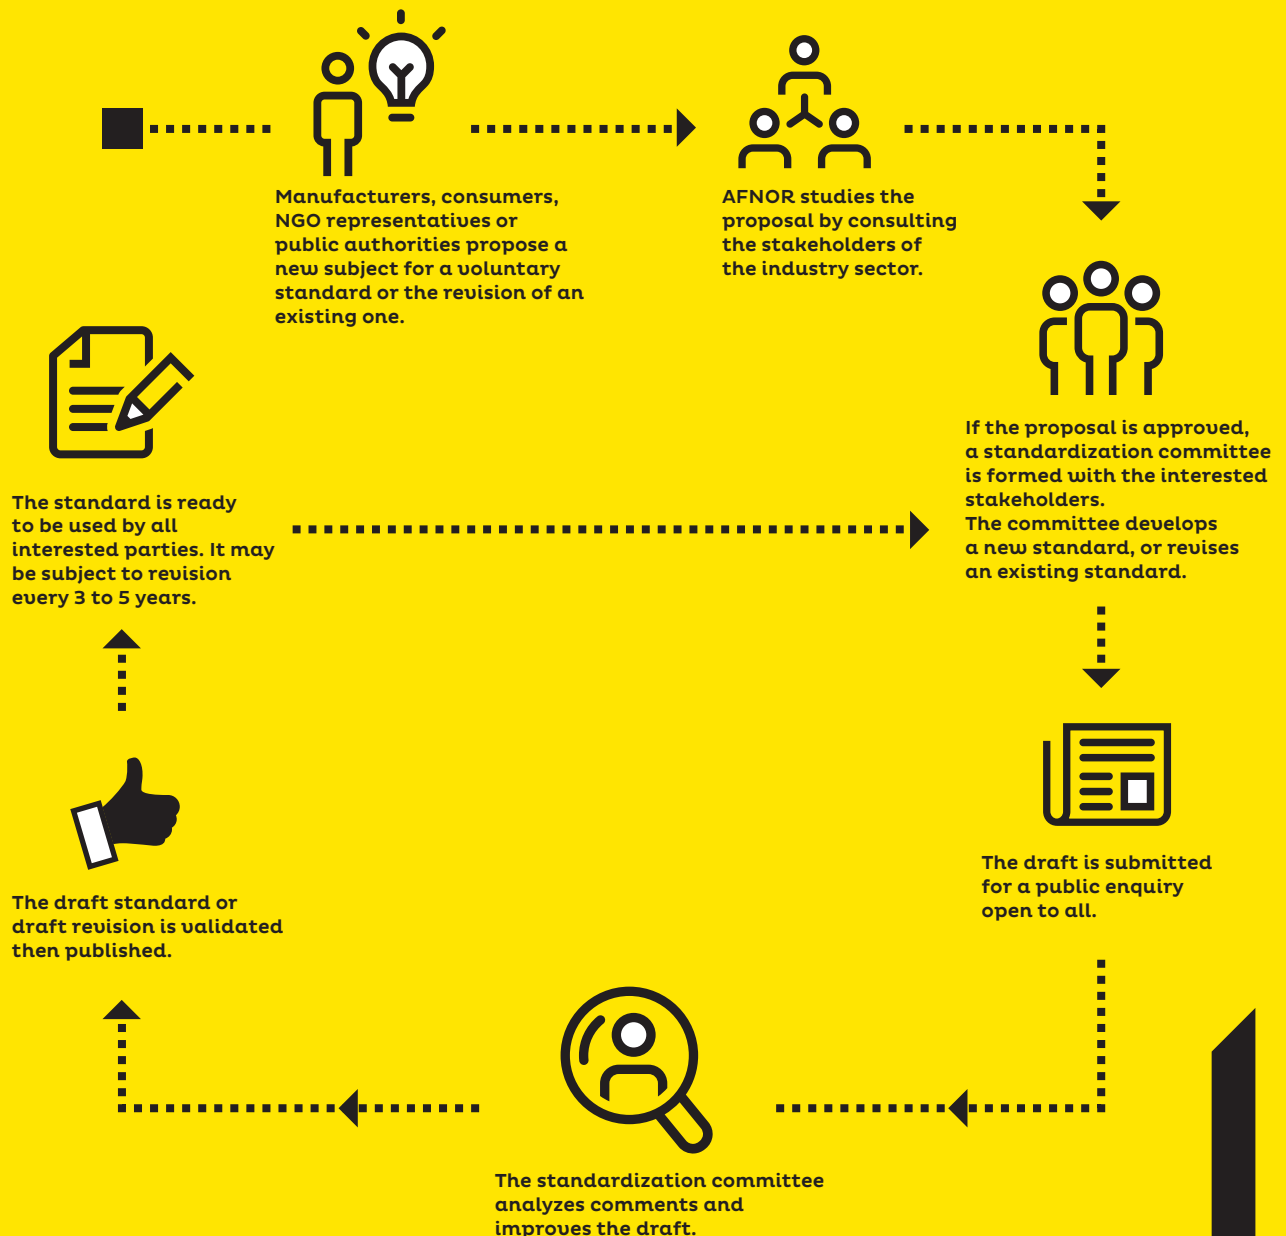 Manufacturers, consumers,
NGO representatives or
public authorities propose a
new subject for a voluntary
standard or the revision of an
existing one.
AFNOR studies the
proposal by consulting
the stakeholders of
the industry sector.
If the proposal is approved,
a standardization committee
is formed with the interested
stakeholders.
The committee develops
a new standard, or revises
an existing standard.
The draft is submitted
for a public enquiry
open to all.
The standardization committee
analyzes comments and
improves the draft.
The draft standard or
draft revision is validated
then published.
The standard is ready
to be used by all
interested parties. It may
be subject to revision
every 3 to 5 years.